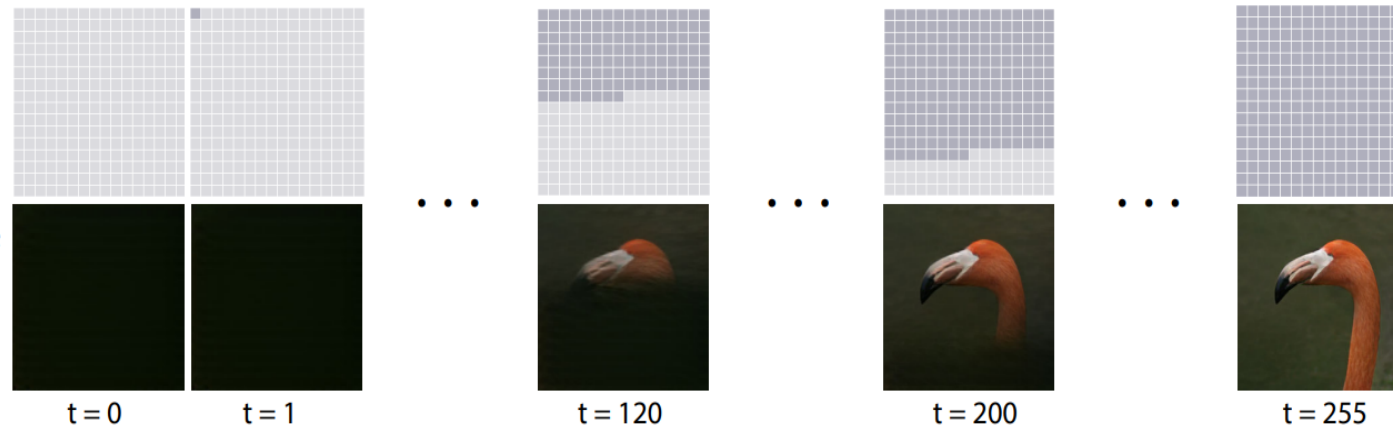 t = 0
t = 1
t = 120
t = 200
t = 255